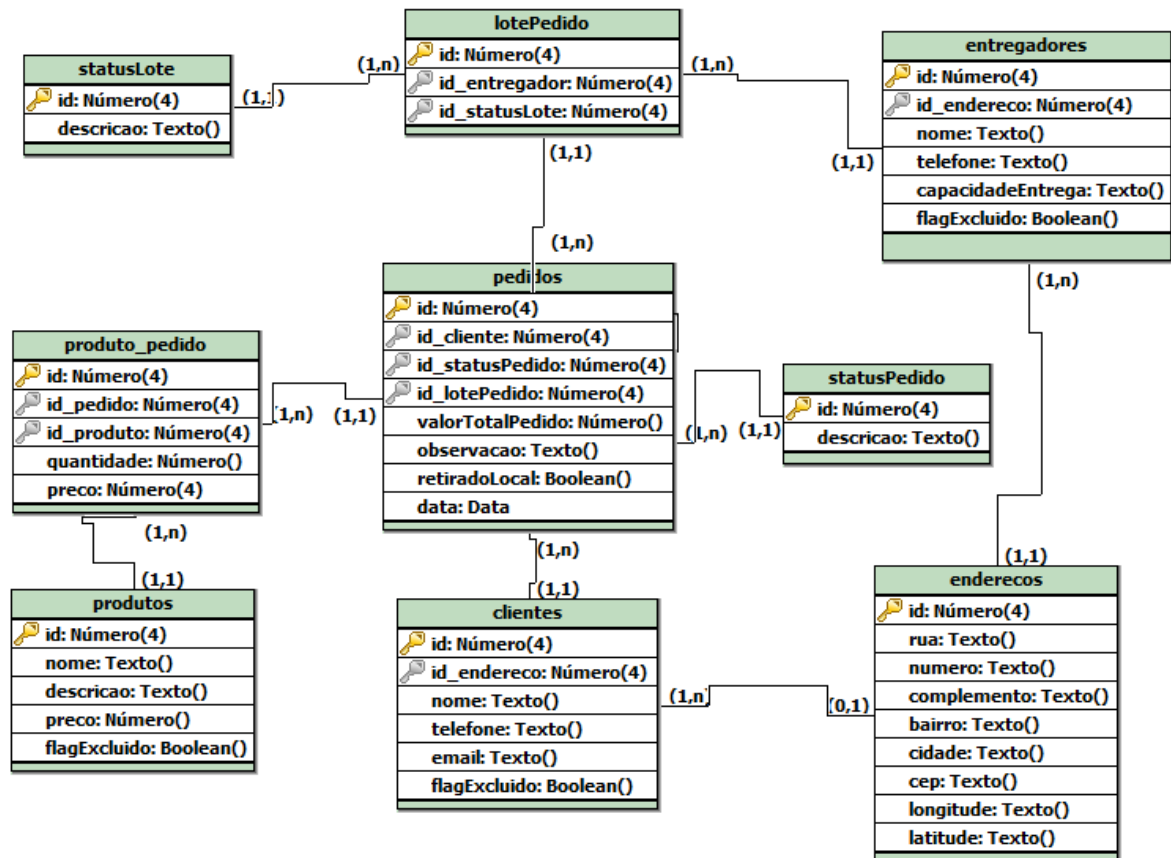 lotePedido
id: Número(4)
id_entregador: Número(4)
id_statusLote: Número(4)
statusLote
id: Número(4)
descricao: Texto()
entregadores
id: Número(4)
id_endereco: Número(4)
nome: Texto()
telefone: Texto()
capacidadeEntrega: Texto()
flagExcluido: Boolean()
(1,n)
(1,1)
(1,n)
(1,1)
(1,1)
(1,n)
(1,n)
pedidos
id: Número(4)
id_cliente: Número(4)
id_statusPedido: Número(4)
id_lotePedido: Número(4)
valorTotalPedido: Número()
observacao: Texto()
retiradoLocal: Boolean()
data: Data
produto_pedido
id: Número(4)
id_pedido: Número(4)
id_produto: Número(4)
quantidade: Número()
preco: Número(4)
statusPedido
id: Número(4)
descricao: Texto()
(1,n)
(1,1)
(1,n)
(1,1)
(1,n)
(1,1)
(1,n)
(1,1)
(1,1)
produtos
id: Número(4)
nome: Texto()
descricao: Texto()
preco: Número()
flagExcluido: Boolean()
clientes
id: Número(4)
id_endereco: Número(4)
nome: Texto()
telefone: Texto()
email: Texto()
flagExcluido: Boolean()
(1,n)
(0,1)
enderecos
id: Número(4)
rua: Texto()
numero: Texto()
complemento: Texto()
bairro: Texto()
cidade: Texto()
cep: Texto()
longitude: Texto()
latitude: Texto()